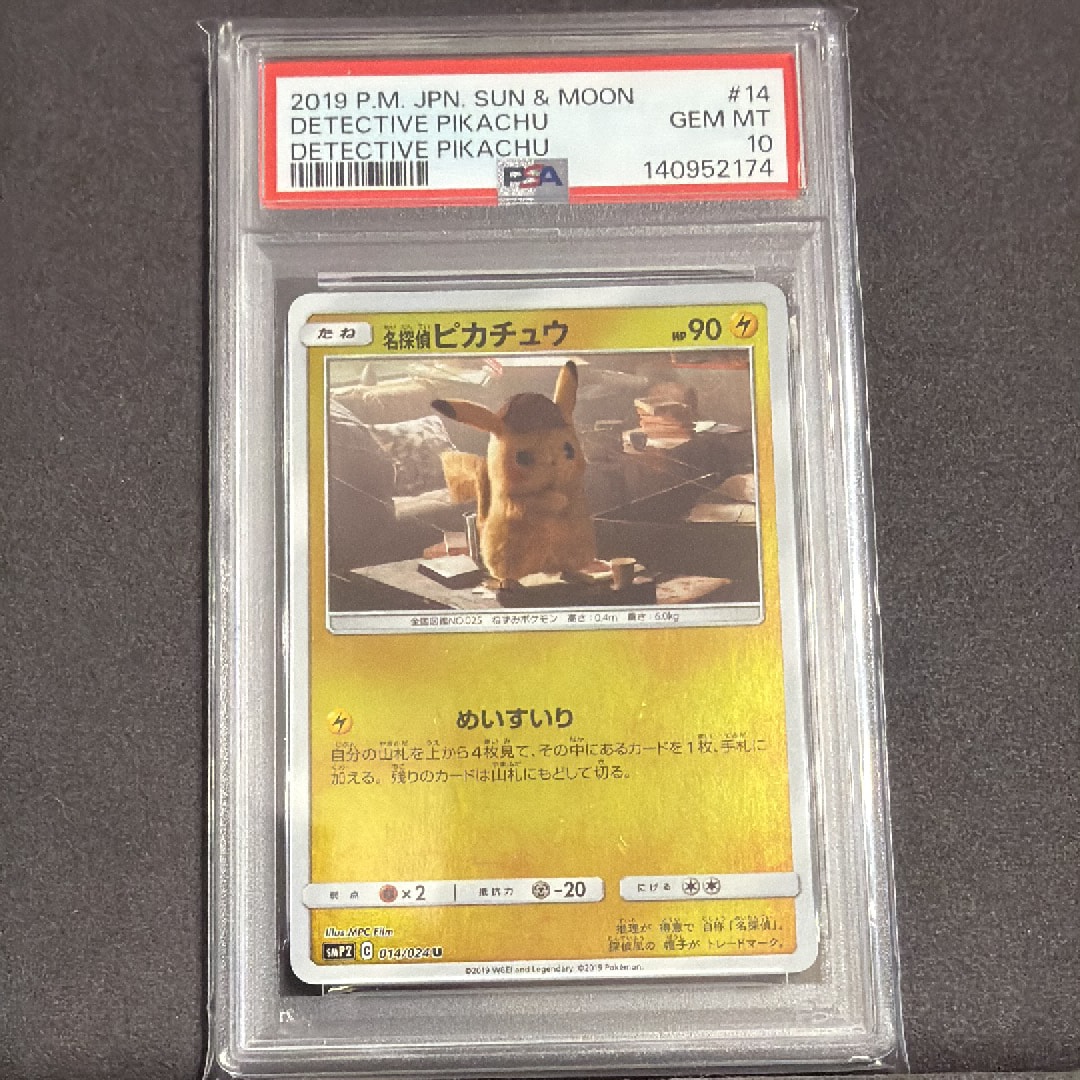 2019 P.M. JPN. SUN & MOON #14
DETECTIVE PIKACHU GEM MT
DETECTIVE PIKACHU 10
PSA 140952174
たね 名探偵ピカチュウ HP 90
全国図鑑NO.025 ねずみポケモン 高さ:0.4m 重さ:6.0kg
めいすいり
自分の山札を上から4枚見て、その中にあるカードを1枚、手札に
加える。残りのカードは山札にもどして切る。
弱点 ×2 抵抗力 -20 にげる
Illus.MPC Film
推理が得意で自称「名探偵」。
探偵風の帽子がトレードマーク。
SMP2 C 014/024 U
©2019 WBEI and Legendary. ©2019 Pokémon.